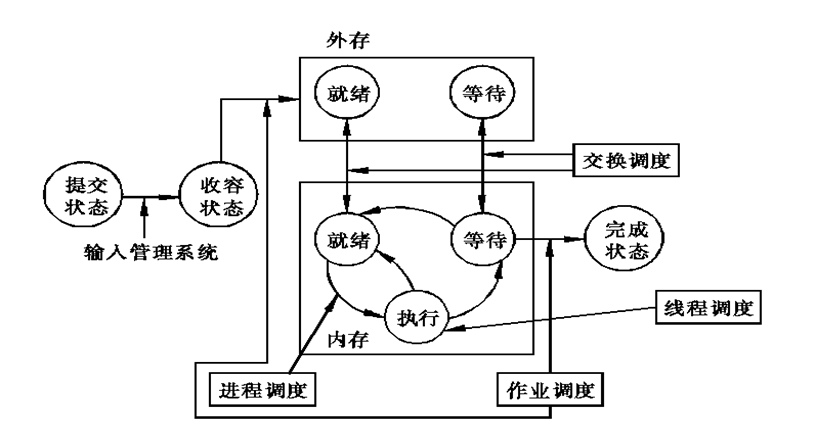 外存
就绪
等待
交换调度
提交
状态
收容
状态
输入管理系统
就绪
等待
完成
状态
执行
线程调度
内存
进程调度
作业调度